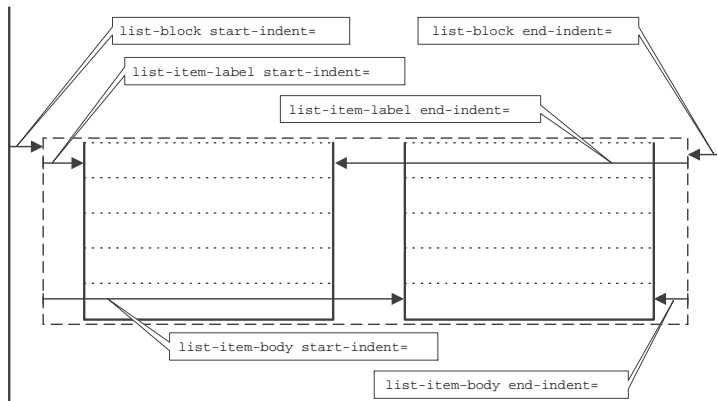 list-block start-indent=
list-block end-indent=
list-item-label start-indent=
list-item-label end-indent=
list-item-body start-indent=
list-item-body end-indent=